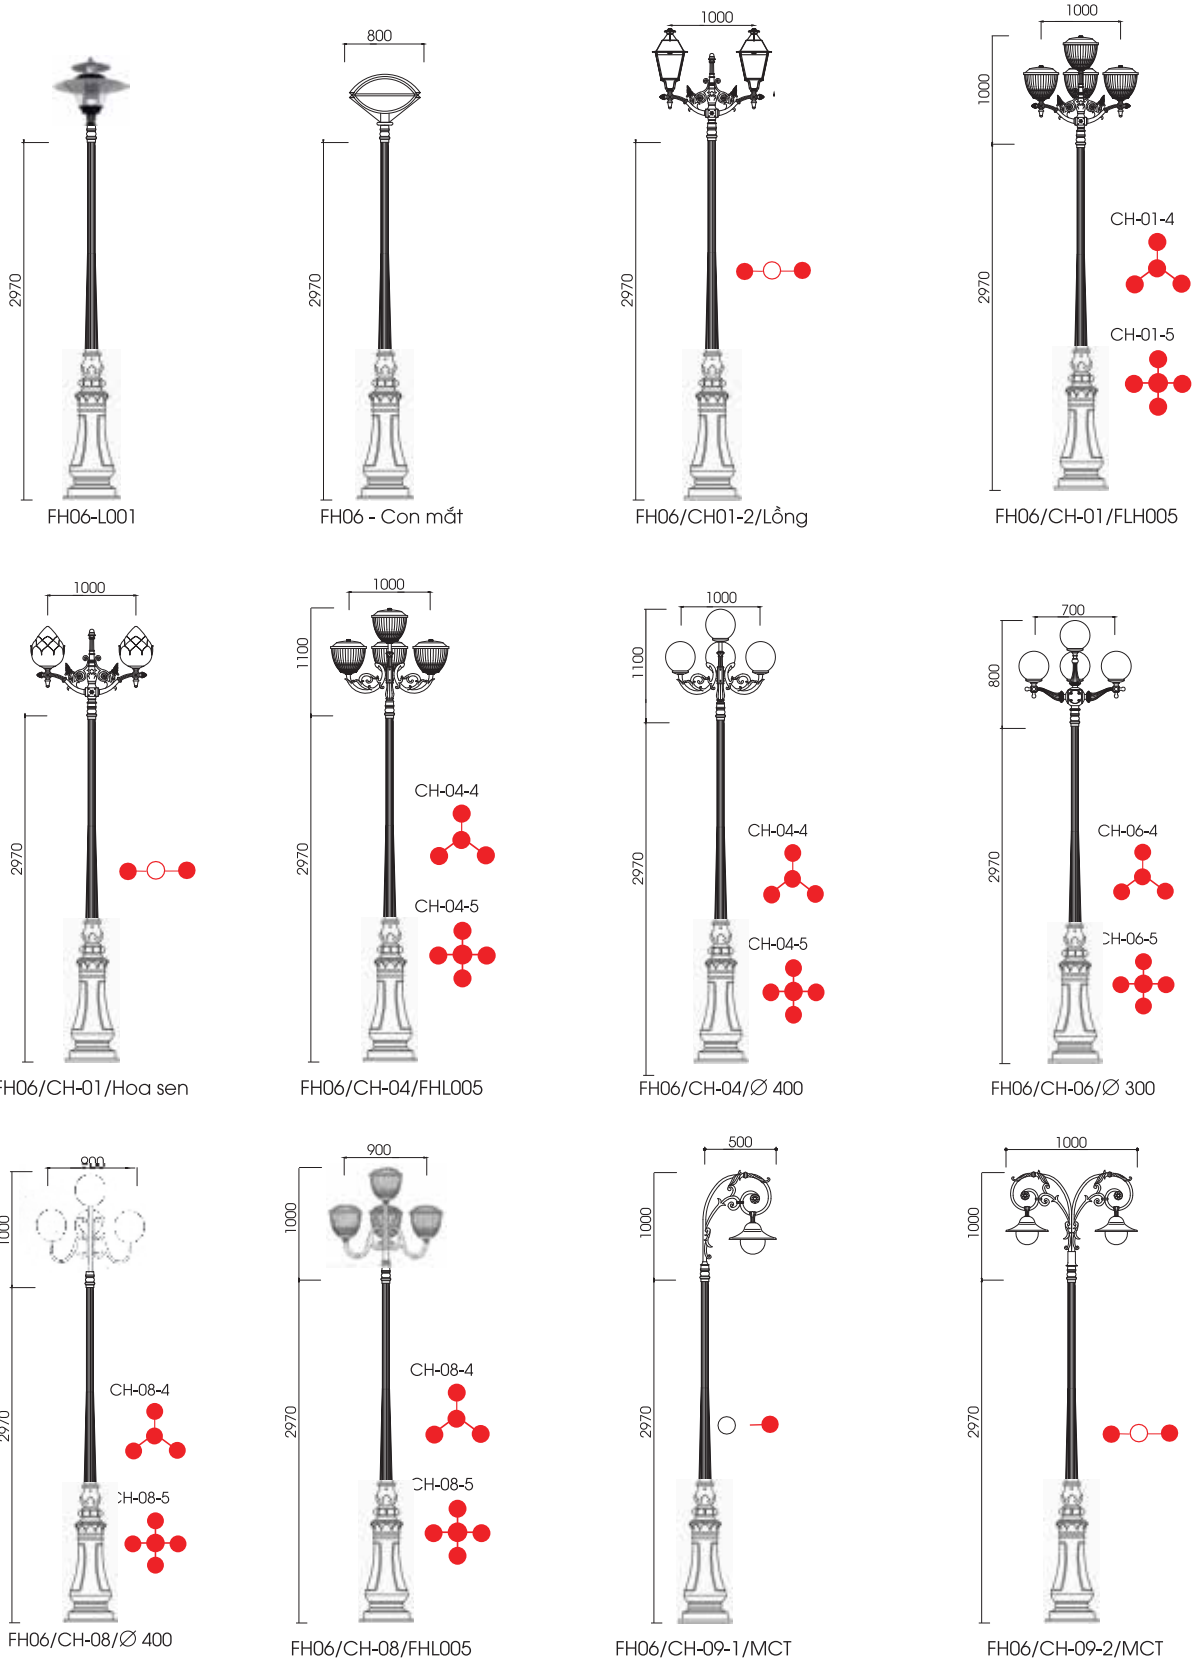 800
2970
FH06-L001
2970
FH06 - Con mắt
1000
2970
FH06/CH01-2/Lồng
1000
1000
2970
CH-01-4
CH-01-5
FH06/CH-01/FLH005
1000
2970
FH06/CH-01/Hoa sen
1000
1100
2970
CH-04-4
CH-04-5
FH06/CH-04/FHL005
1000
1100
2970
CH-04-4
CH-04-5
FH06/CH-04/Ø 400
700
800
2970
CH-06-4
CH-06-5
FH06/CH-06/Ø 300
900
1000
2970
CH-08-4
CH-08-5
FH06/CH-08/Ø 400
900
1000
2970
CH-08-4
CH-08-5
FH06/CH-08/FHL005
500
1000
2970
FH06/CH-09-1/MCT
1000
1000
2970
FH06/CH-09-2/MCT